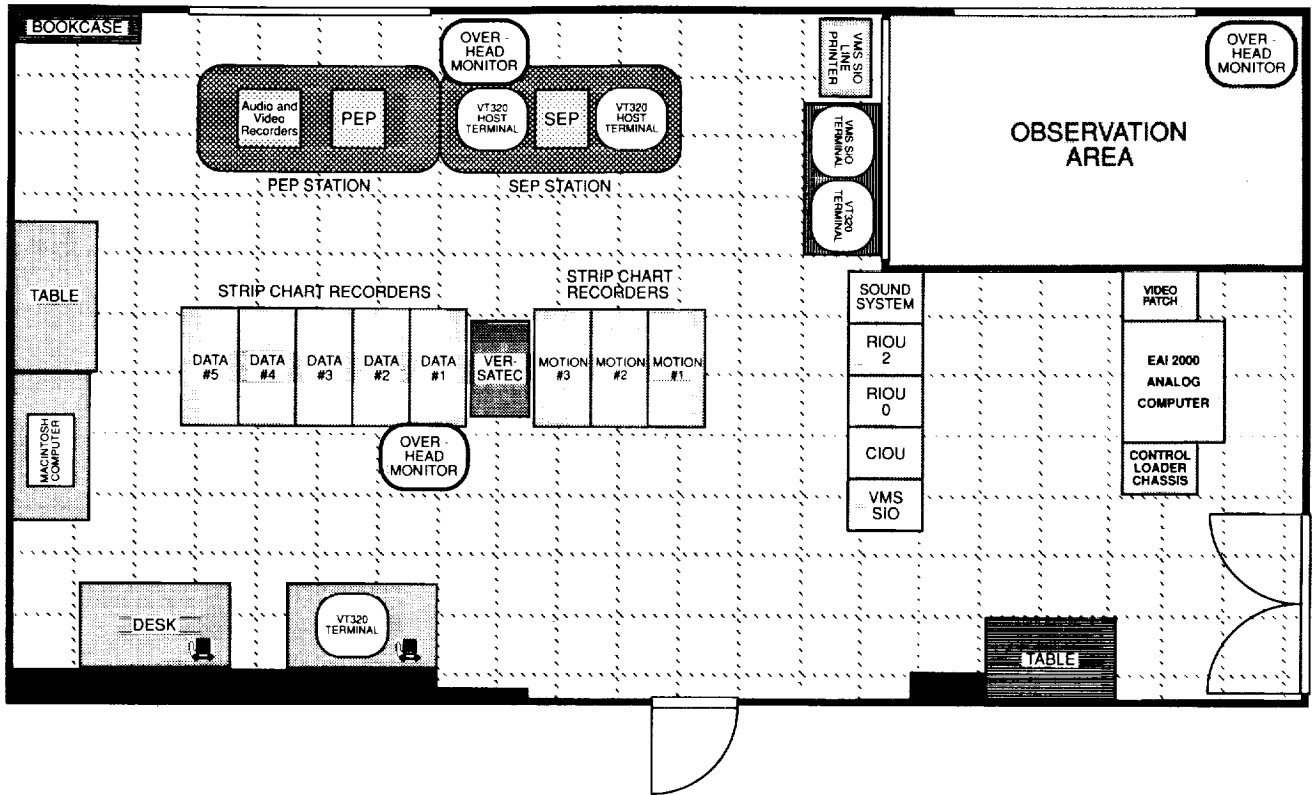 BOOKCASE
OVER -
HEAD
MONITOR
VMS SIO
LINE
PRINTER
OVER -
HEAD
MONITOR
Audio and
Video
Recorders
PEP
VT320
HOST
TERMINAL
SEP
VT320
HOST
TERMINAL
VMS SIO
TERMINAL
OBSERVATION
AREA
PEP STATION
SEP STATION
VT320
TERMINAL
TABLE
STRIP CHART RECORDERS
STRIP CHART
RECORDERS
SOUND
SYSTEM
VIDEO
PATCH
DATA
#5
DATA
#4
DATA
#3
DATA
#2
DATA
#1
VER-
SATEC
MOTION
#3
MOTION
#2
MOTION
#1
RIOU
2
EAI 2000
ANALOG
COMPUTER
RIOU
0
MACINTOSH
COMPUTER
OVER -
HEAD
MONITOR
CIOU
CONTROL
LOADER
CHASSIS
VMS
SIO
DESK
VT320
TERMINAL
TABLE